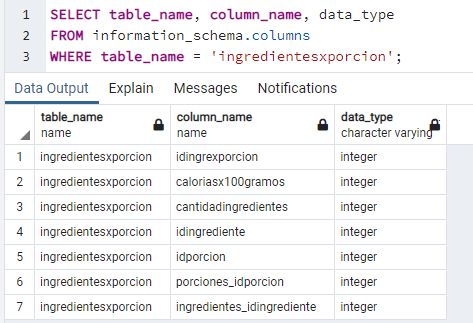 1 SELECT table_name, column_name, data_type
2 FROM information_schema.columns
3 WHERE table_name = 'ingredientesxporcion';
Data Output Explain Messages Notifications
table_name column_name data_type
name name character varying
1 ingredientesxporcion idingrexporcion integer
2 ingredientesxporcion caloriasx100gramos integer
3 ingredientesxporcion cantidadingredientes integer
4 ingredientesxporcion idingrediente integer
5 ingredientesxporcion idporcion integer
6 ingredientesxporcion porciones_idporcion integer
7 ingredientesxporcion ingredientes_idingrediente integer